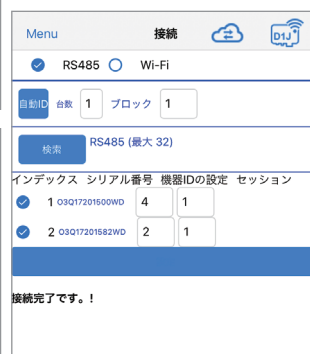 Menu 接続 D1J
RS485 Wi-Fi
自動ID 台数 1 ブロック 1
検索 RS485 (最大 32)
インデックス シリアル番号 機器IDの設定 セッション
1 O3Q17201500WD 4 1
2 O3Q17201582WD 2 1
接続完了です。!